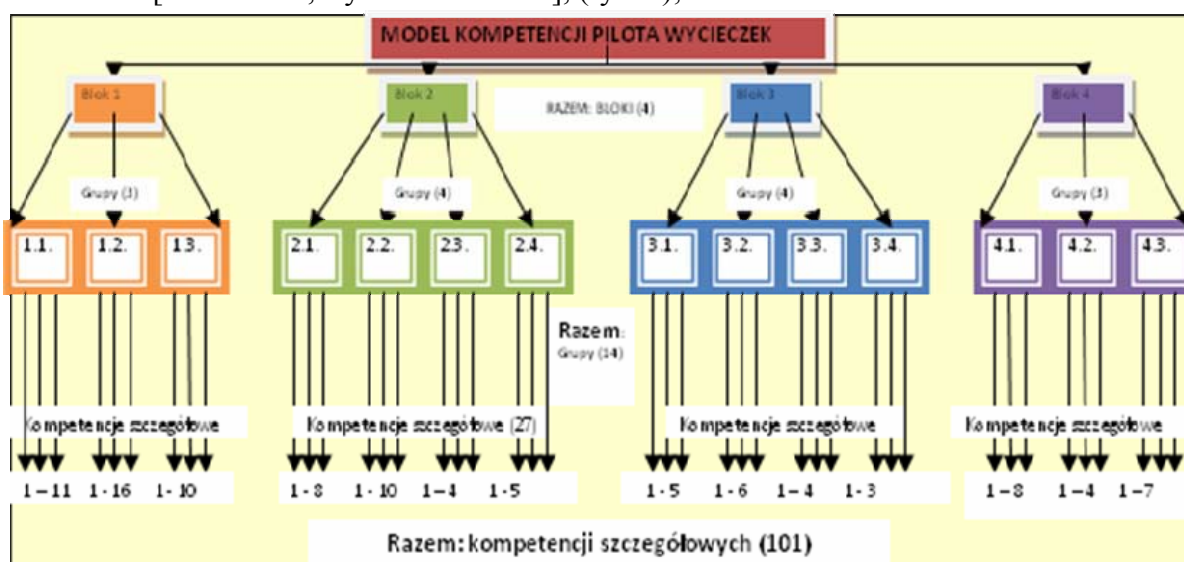 MODEL KOMPETENCJI PILOTA WYCIECZEK
Blok 1
Blok 2
RAZEM: BLOKI (4)
Blok 3
Blok 4
Grupy (3)
Grupy (4)
Grupy (4)
Grupy (3)
1.1. 1.2. 1.3.
2.1. 2.2. 2.3. 2.4.
3.1. 3.2. 3.3. 3.4.
4.1. 4.2. 4.3.
Razem:
Grupy (14)
Kompetencje szczegółowe
Kompetencje szczegółowe (27)
Kompetencje szczegółowe
Kompetencje szczegółowe
1 – 11 1 - 16 1 - 10
1 - 8 1 - 10 1 – 4 1 - 5
1 - 5 1 - 6 1 – 4 1 - 3
1 – 8 1 – 4 1 – 7
Razem: kompetencji szczegółowych (101)